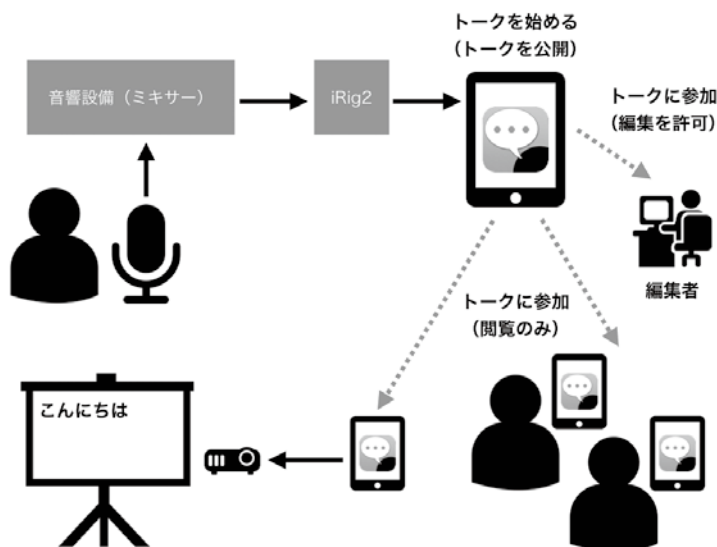 トークを始める
(トークを公開)
音響設備(ミキサー)
iRig2
トークに参加
(編集を許可)
編集者
トークに参加
(閲覧のみ)
こんにちは